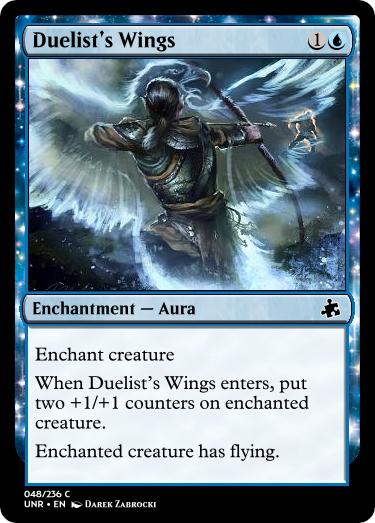 Duelist's Wings 1
Enchantment — Aura
Enchant creature
When Duelist's Wings enters, put
two +1/+1 counters on enchanted
creature.
Enchanted creature has flying.
048/236 C
UNR • EN DAREK ZABROCKI